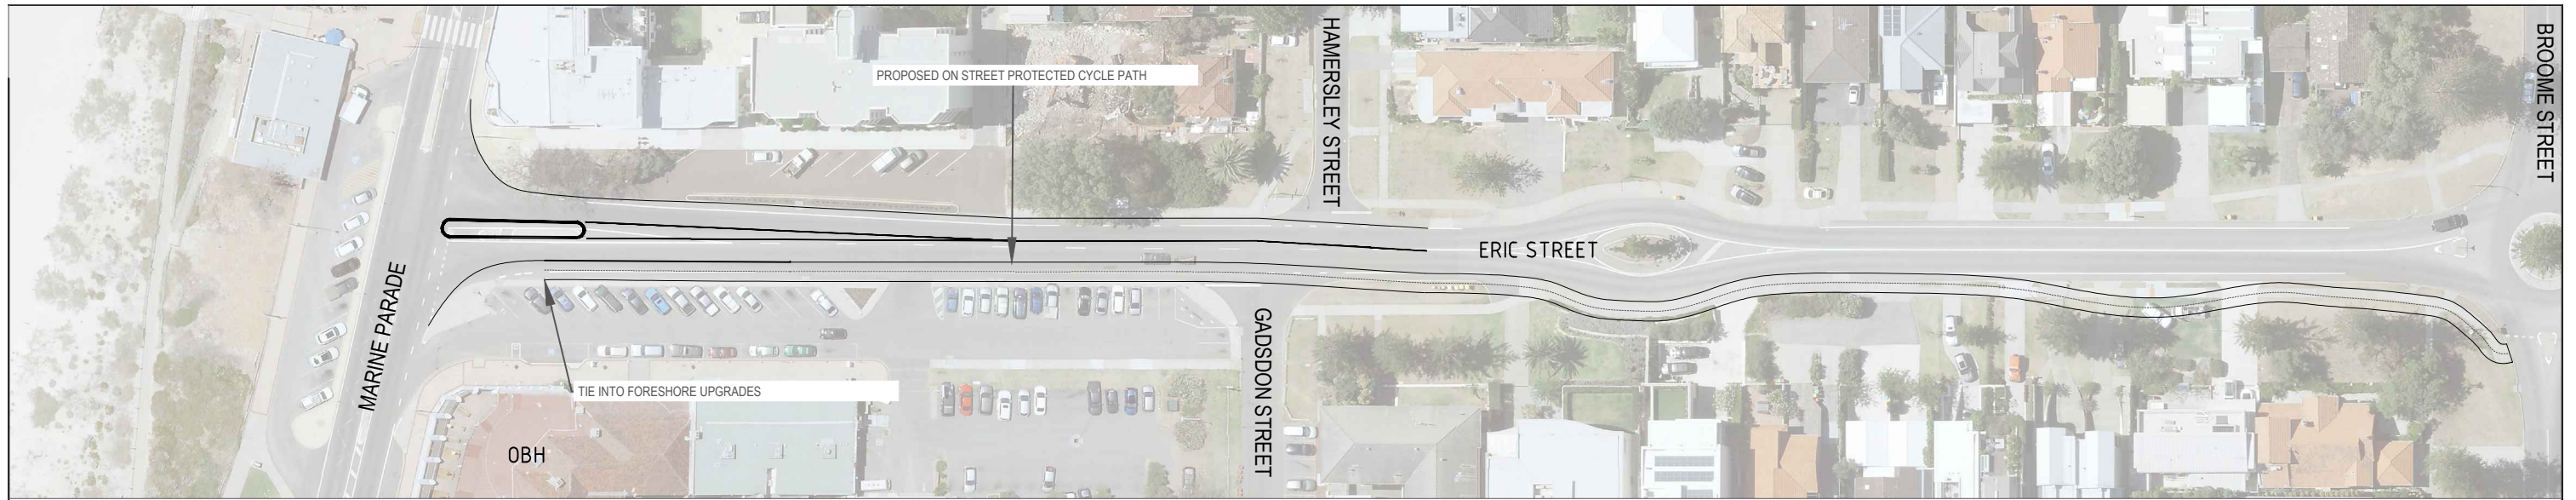 PROPOSED ON STREET PROTECTED CYCLE PATH
HAMERSLEY STREET
BROOME STREET
ERIC STREET
MARINE PARADE
TIE INTO FORESHORE UPGRADES
GADSDON STREET
OBH